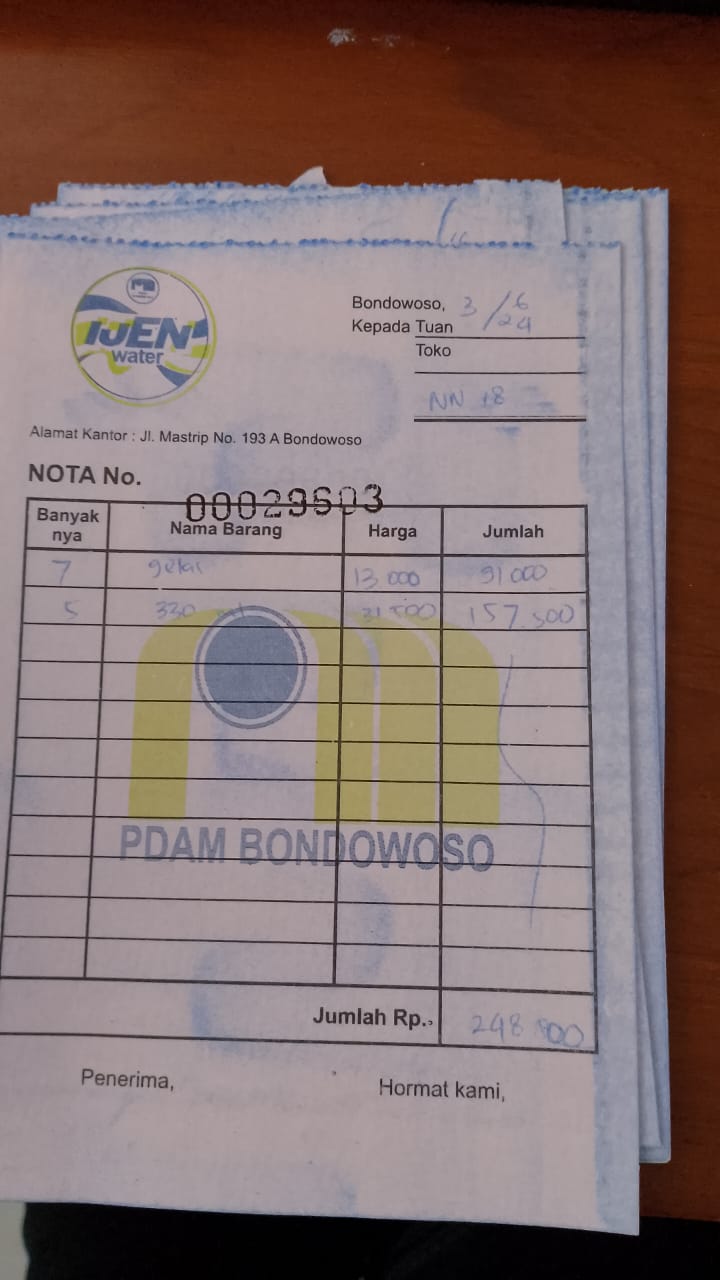 IJEN
water
Bondowoso, 3/6/24
Kepada Tuan
Toko
NN 18
Alamat Kantor : Jl. Mastrip No. 193 A Bondowoso
NOTA No.
00029603
Banyak nya Nama Barang Harga Jumlah
7 gelas 13 000 91 000
5 330 ml 31 500 157.500
PDAM BONDOWOSO
Jumlah Rp. 248.500
Penerima,
Hormat kami,